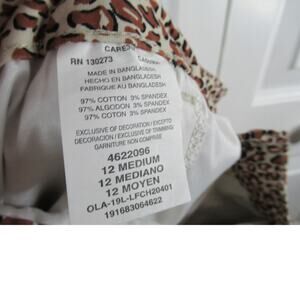 RN 130273
MADE IN BANGLADESH
HECHO EN BANGLADESH
FABRIQUE AU BANGLADESH
97% COTTON 3% SPANDEX
97% ALGODON 3% SPANDEX
97% COTON 3% SPANDEX
EXCLUSIVE OF DECORATION / EXCEPTO
DECORACION / EXCLUSIVE OF TRIMMING/
GARNITURE NON COMPRIME
4622096
12 MEDIUM
12 MEDIANO
12 MOYEN
OLA-19L-LFCH20401
191683064622